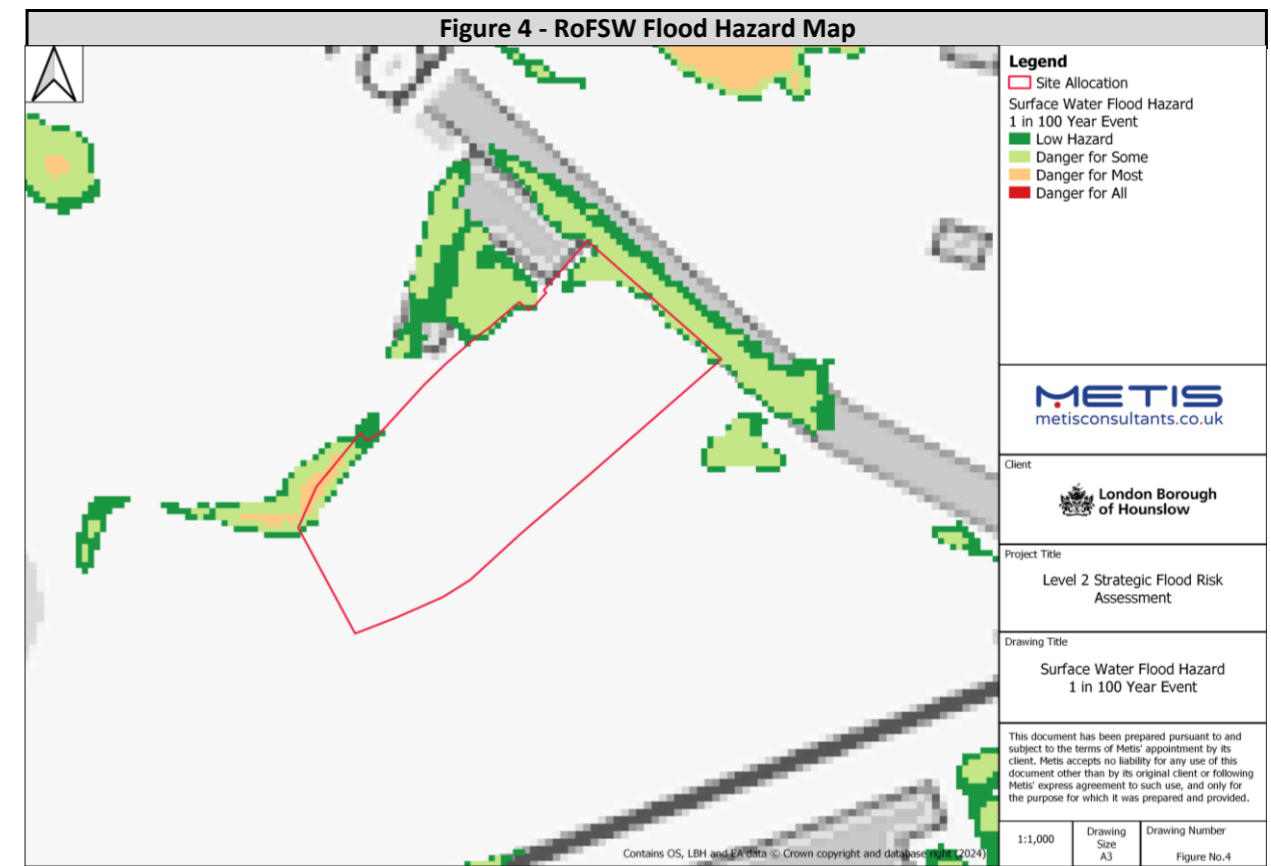 Figure 4 - RoFSW Flood Hazard Map
Legend
Site Allocation
Surface Water Flood Hazard
1 in 100 Year Event
Low Hazard
Danger for Some
Danger for Most
Danger for All
METIS
metisconsultants.co.uk
Client
London Borough
of Hounslow
Project Title
Level 2 Strategic Flood Risk
Assessment
Drawing Title
Surface Water Flood Hazard
1 in 100 Year Event
This document has been prepared pursuant to and
subject to the terms of Metis' appointment by its
client. Metis accepts no liability for any use of this
document other than by its original client or following
Metis' express agreement to such use, and only for
the purpose for which it was prepared and provided.
1:1,000
Drawing
Size
A3
Drawing Number
Figure No.4
Contains OS, LBH and EA data © Crown copyright and database right (2024)